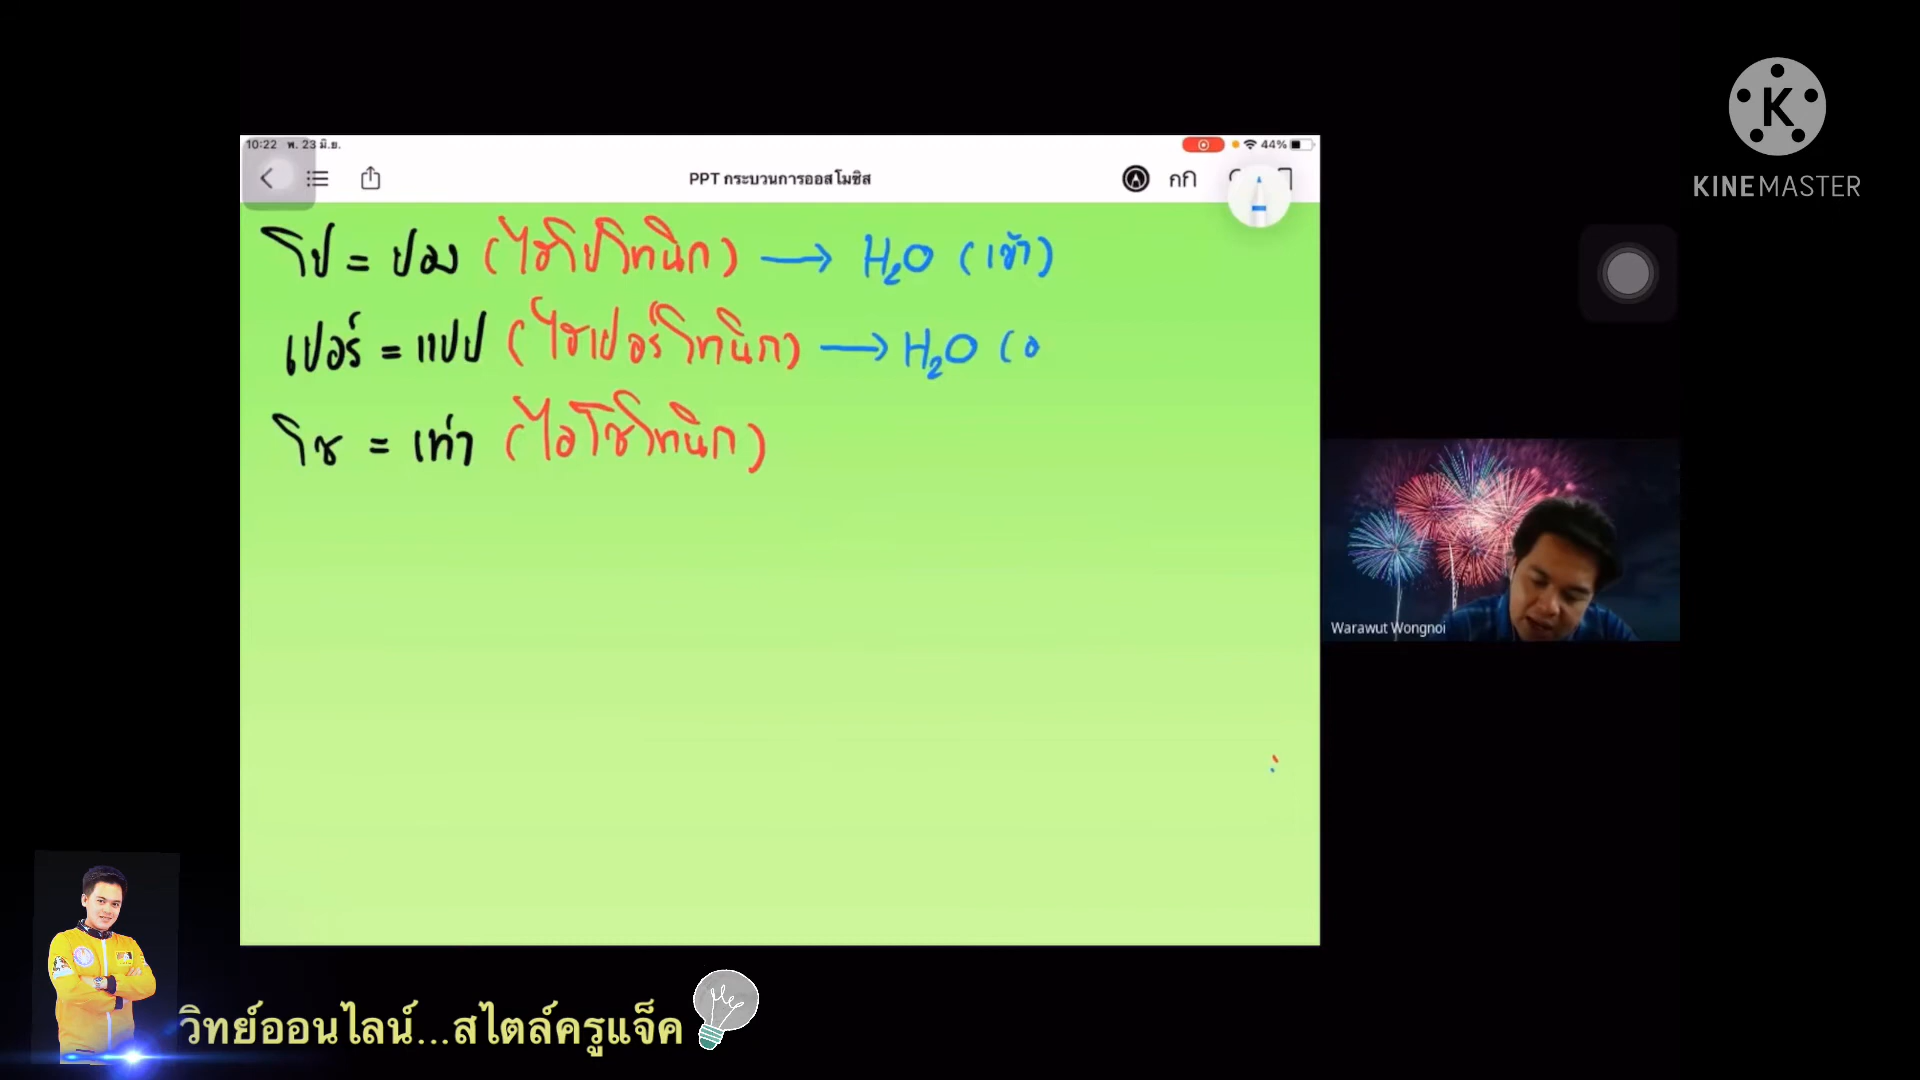 KINEMASTER
10:22 พ. 23 มิ.ย.
44%
PPT กระบวนการออสโมซิส
กก
โป = ปอง (ไฮโปโทนิก) → H₂O (เข้า)
เปอร์ = แปป (ไฮเปอร์โทนิก) → H₂O (อ
โซ = เท่า (ไอโซโทนิก)
Warawut Wongnoi
วิทย์ออนไลน์...สไตล์ครูแจ็ค